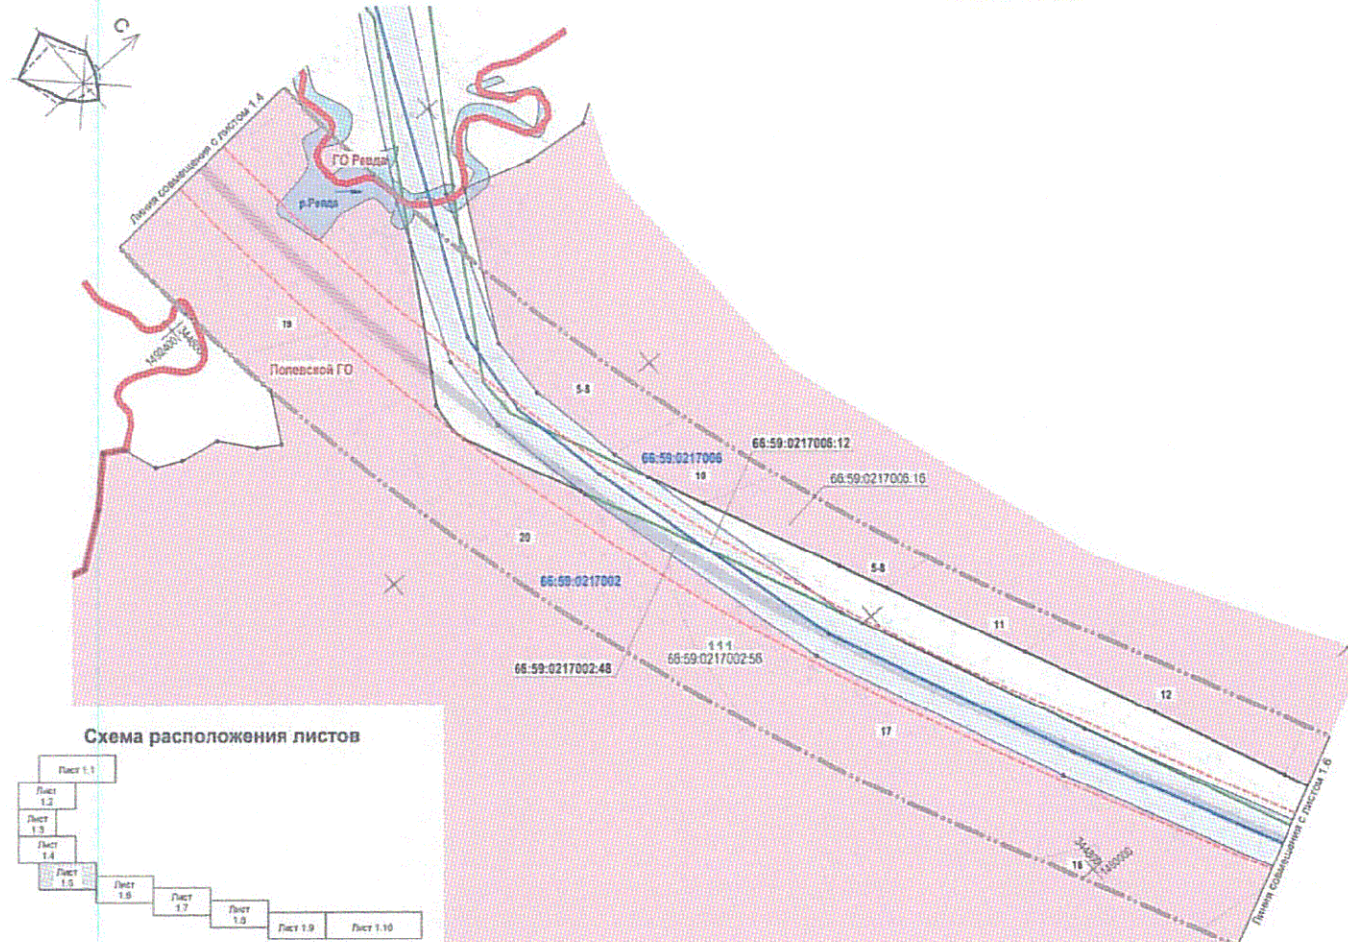 С
Линия совмещения с листом 1.4
ГО Ревда
р.Ревда
19
Полевской ГО
5-8
66:59:0217006:12
66:59:0217006
10
66:59:0217006:16
20
5-8
66:59:0217002
11
111
66:59:0217002:56
66:59:0217002:48
12
17
Схема расположения листов
Лист 1.1
Лист
1.2
Лист
1.3
Лист
1.4
Лист
1.5
Лист
1.6
Лист
1.7
Лист
1.8
Лист 1.9
Лист 1.10
16
Линия совмещения с листом 1.6